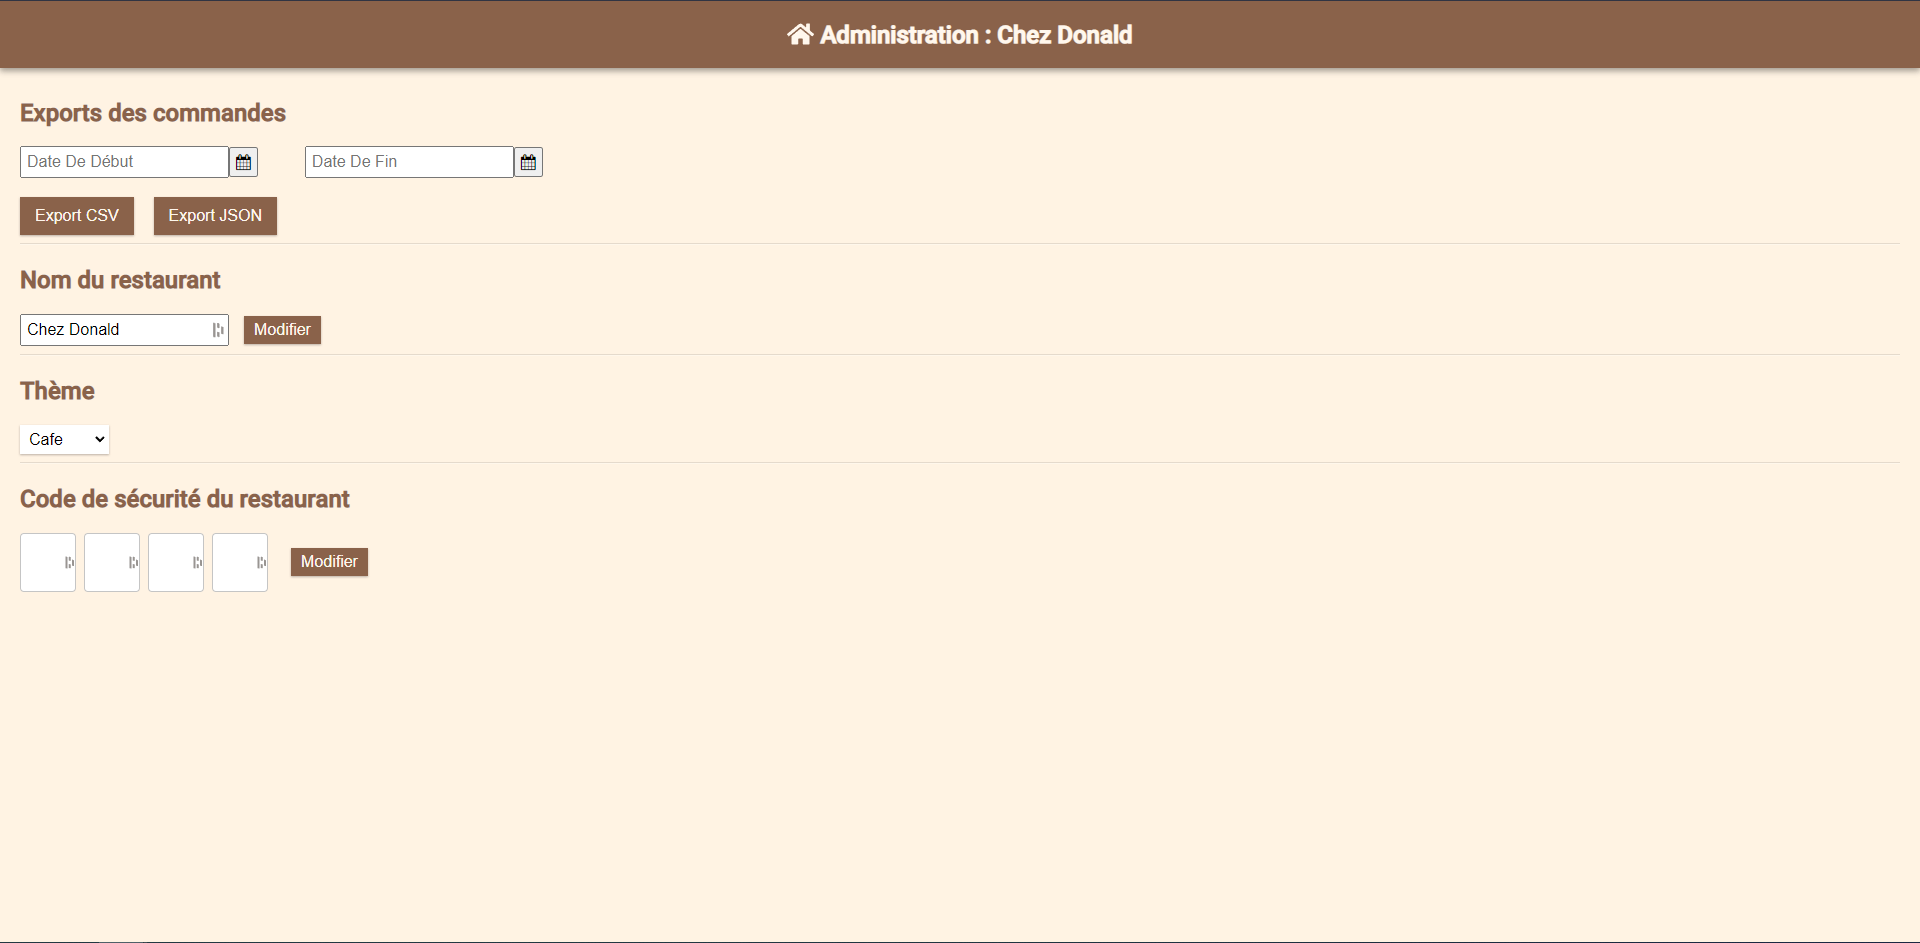 Administration : Chez Donald
Exports des commandes
Date De Début
Date De Fin
Export CSV
Export JSON
Nom du restaurant
Chez Donald
Modifier
Thème
Cafe
Code de sécurité du restaurant
Modifier